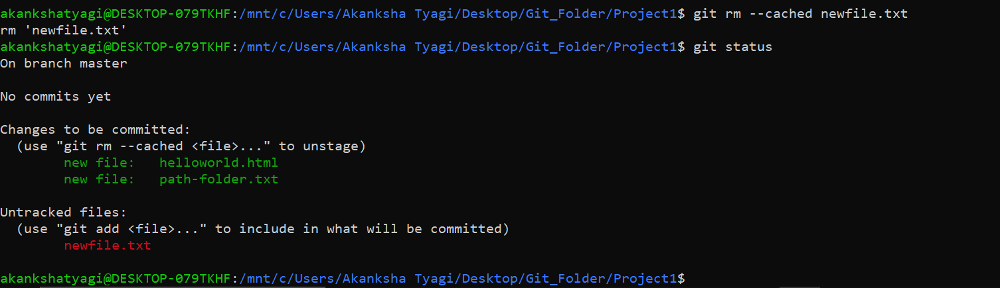 akankshatyagi@DESKTOP-079TKHF:/mnt/c/Users/Akanksha Tyagi/Desktop/Git_Folder/Project1$ git rm --cached newfile.txt
rm 'newfile.txt'
akankshatyagi@DESKTOP-079TKHF:/mnt/c/Users/Akanksha Tyagi/Desktop/Git_Folder/Project1$ git status
On branch master

No commits yet

Changes to be committed:
  (use "git rm --cached <file>..." to unstage)
        new file:   helloworld.html
        new file:   path-folder.txt

Untracked files:
  (use "git add <file>..." to include in what will be committed)
        newfile.txt

akankshatyagi@DESKTOP-079TKHF:/mnt/c/Users/Akanksha Tyagi/Desktop/Git_Folder/Project1$